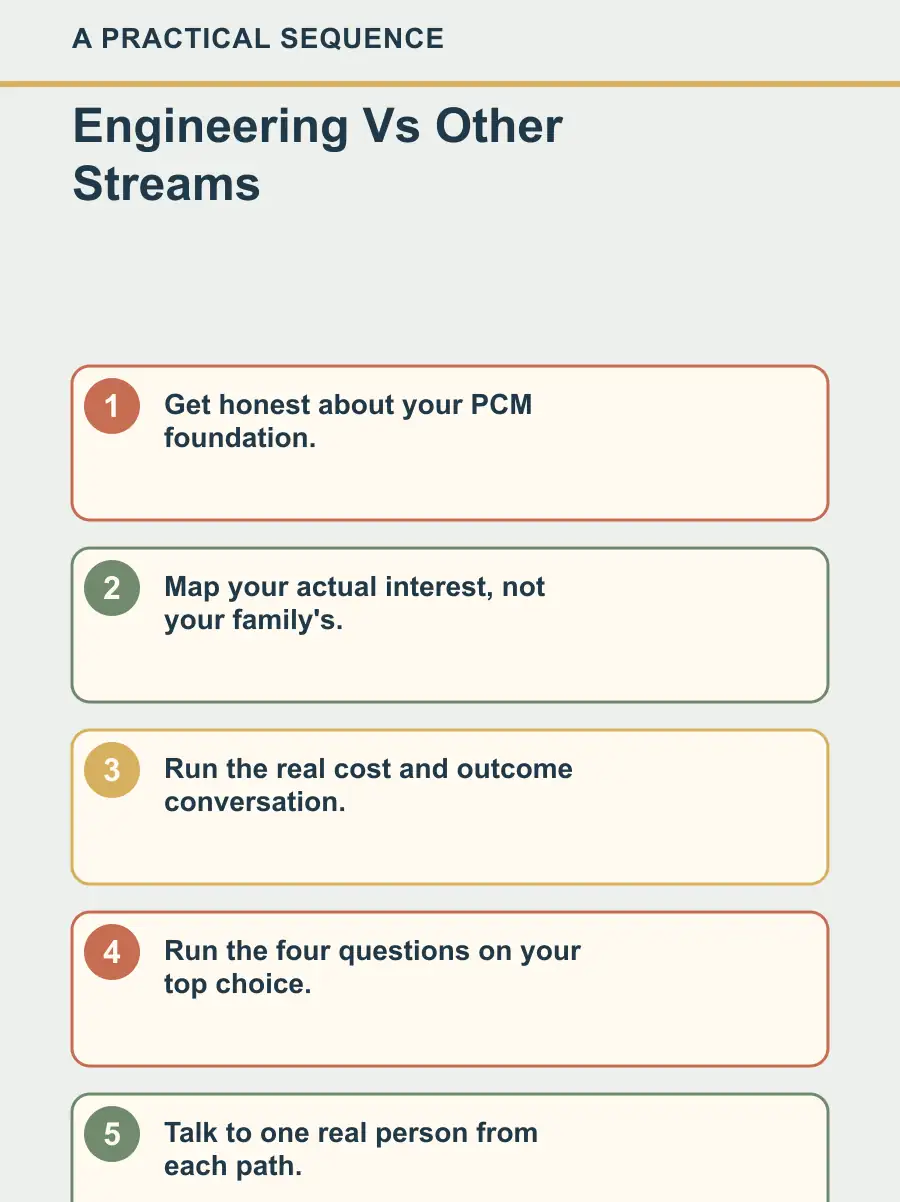 A PRACTICAL SEQUENCE
Engineering Vs Other
Streams
1
Get honest about your PCM
foundation.
2
Map your actual interest, not
your family's.
3
Run the real cost and outcome
conversation.
4
Run the four questions on your
top choice.
5
Talk to one real person from
each path.